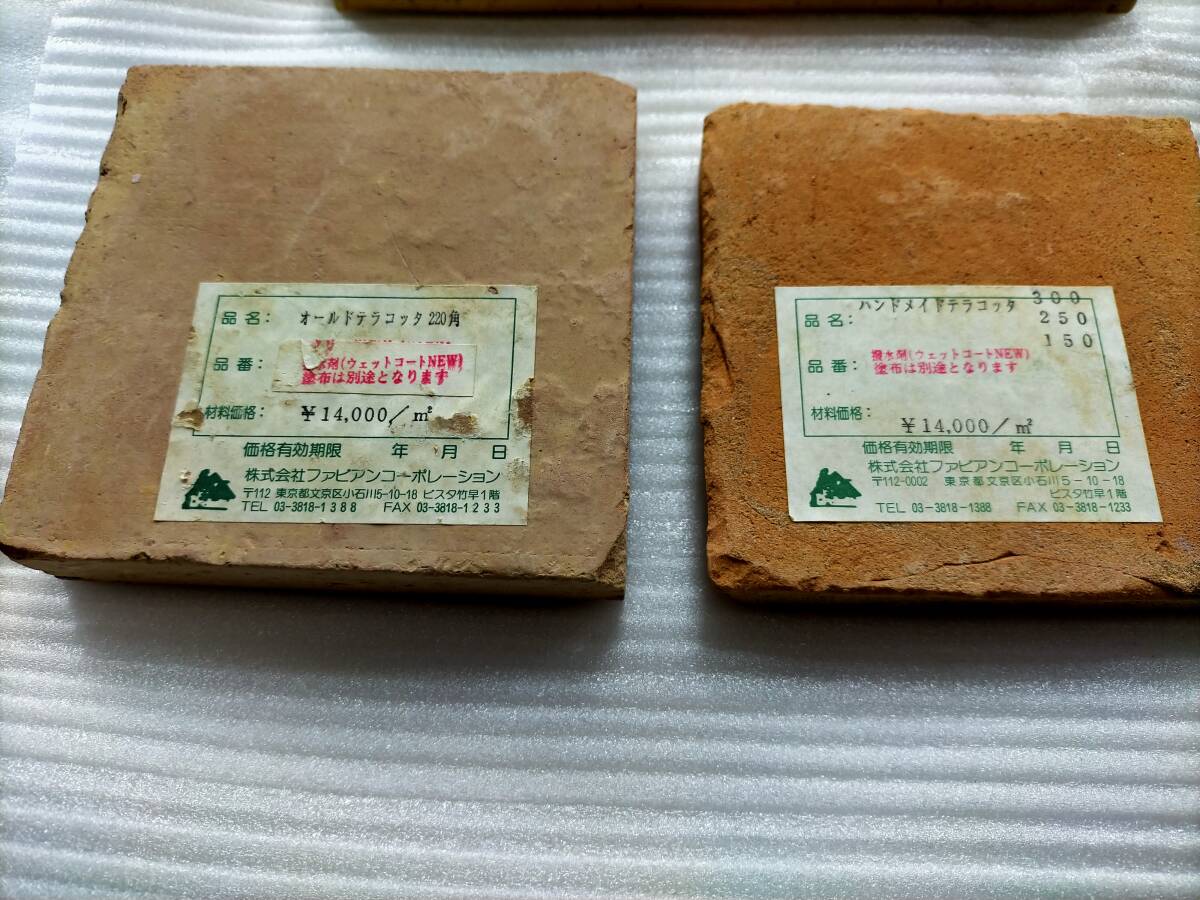 品名： オールドテラコッタ 220角
品番：
水剤(ウェットコートNEW)
塗布は別途となります
材料価格： ￥14,000／㎡
価格有効期限 年 月 日
株式会社ファビアンコーポレーション
〒112 東京都文京区小石川5-10-18 ビスタ竹早1階
TEL 03-3818-1388 FAX 03-3818-1233
品名： ハンドメイドテラコッタ 300
250
150
品番： 撥水剤(ウェットコートNEW)
塗布は別途となります
材料価格：
￥14,000／㎡
価格有効期限 年 月 日
株式会社ファビアンコーポレーション
〒112-0002 東京都文京区小石川5-10-18
ビスタ竹早1階
TEL 03-3818-1388 FAX 03-3818-1233